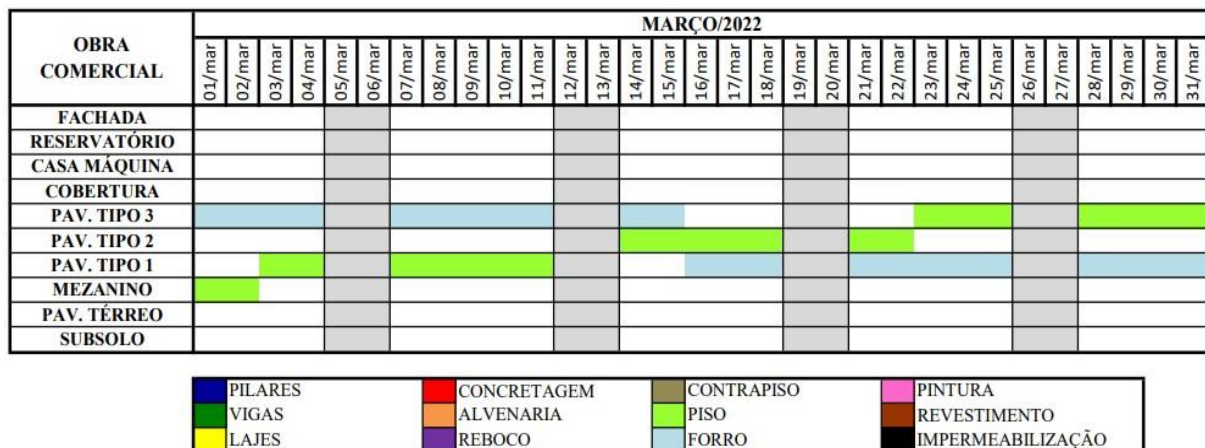 OBRA COMERCIAL
MARÇO/2022
01/mar 02/mar 03/mar 04/mar 05/mar 06/mar 07/mar 08/mar 09/mar 10/mar 11/mar 12/mar 13/mar 14/mar 15/mar 16/mar 17/mar 18/mar 19/mar 20/mar 21/mar 22/mar 23/mar 24/mar 25/mar 26/mar 27/mar 28/mar 29/mar 30/mar 31/mar
FACHADA
RESERVATÓRIO
CASA MÁQUINA
COBERTURA
PAV. TIPO 3
PAV. TIPO 2
PAV. TIPO 1
MEZANINO
PAV. TÉRREO
SUBSOLO
PILARES CONCRETAGEM CONTRAPISO PINTURA
VIGAS ALVENARIA PISO REVESTIMENTO
LAJES REBOCO FORRO IMPERMEABILIZAÇÃO